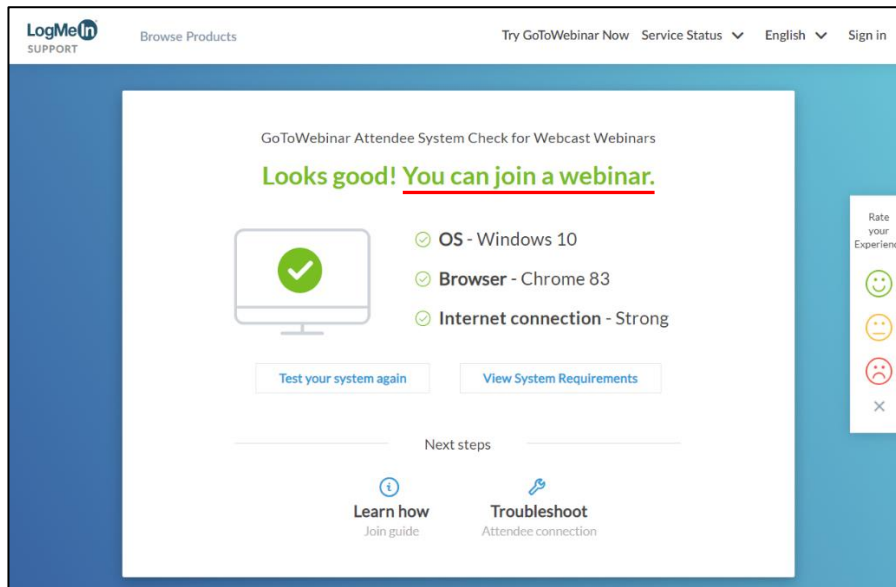 LogMeIn
SUPPORT
Browse Products
Try GoToWebinar Now Service Status English Sign in
GoToWebinar Attendee System Check for Webcast Webinars
Looks good! You can join a webinar.
OS - Windows 10
Browser - Chrome 83
Internet connection - Strong
Test your system again View System Requirements
Next steps
Learn how Troubleshoot
Join guide Attendee connection
Rate
your
Experienc